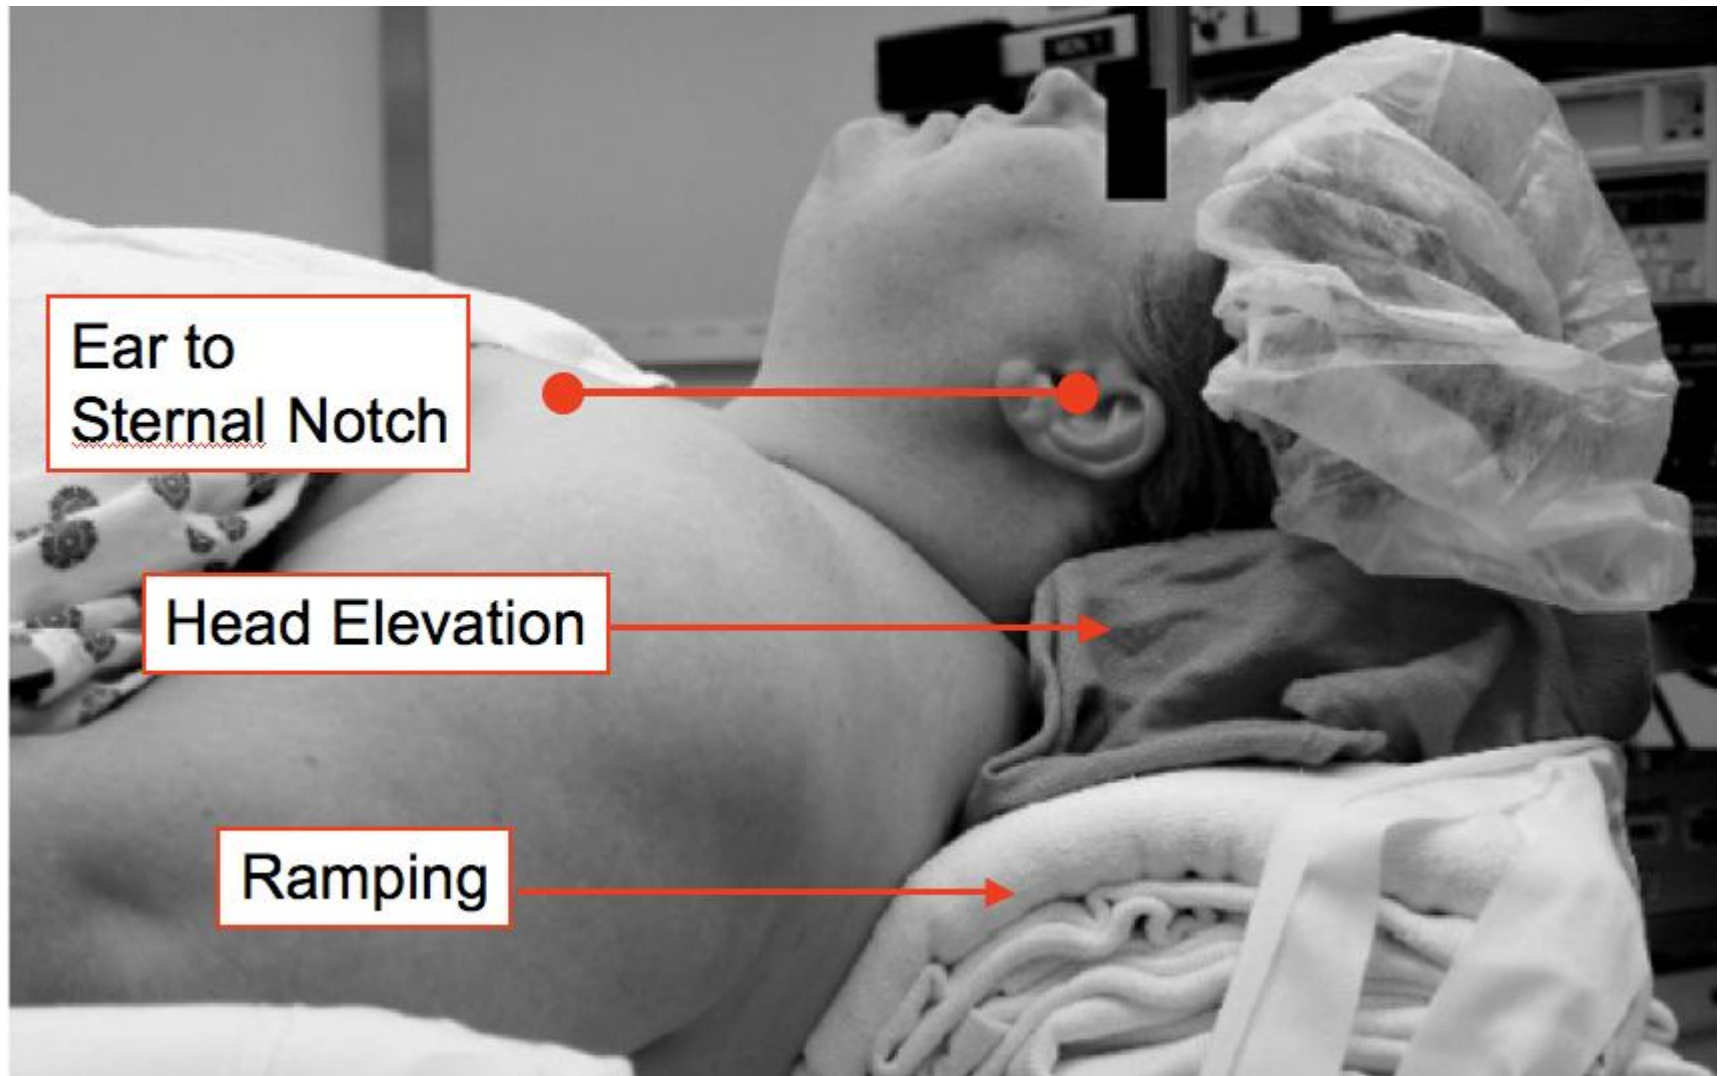 Ear to
Sternal Notch
Head Elevation
Ramping